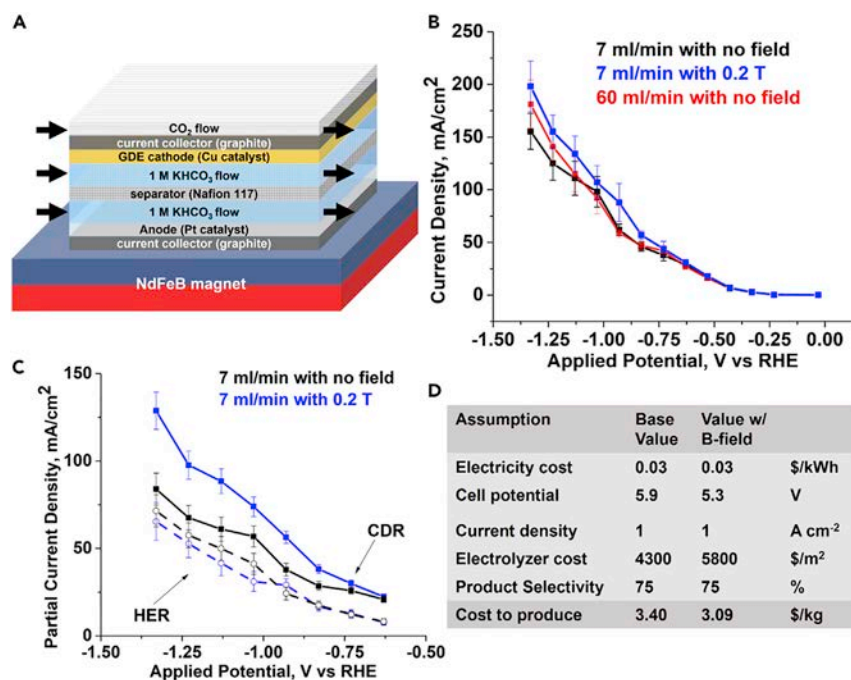 A
CO2 flow
current collector (graphite)
GDE cathode (Cu catalyst)
1 M KHCO3 flow
separator (Nafion 117)
1 M KHCO3 flow
Anode (Pt catalyst)
current collector (graphite)
NdFeB magnet
B
7 ml/min with no field
7 ml/min with 0.2 T
60 ml/min with no field
Current Density, mA/cm2
250
200
150
100
50
0
-1.50 -1.25 -1.00 -0.75 -0.50 -0.25 0.00
Applied Potential, V vs RHE
C
7 ml/min with no field
7 ml/min with 0.2 T
Partial Current Density, mA/cm2
150
100
50
0
CDR
HER
-1.50 -1.25 -1.00 -0.75 -0.50
Applied Potential, V vs RHE
D
Assumption Base Value Value w/ B-field
Electricity cost 0.03 0.03 $/kWh
Cell potential 5.9 5.3 V
Current density 1 1 A cm-2
Electrolyzer cost 4300 5800 $/m2
Product Selectivity 75 75 %
Cost to produce 3.40 3.09 $/kg